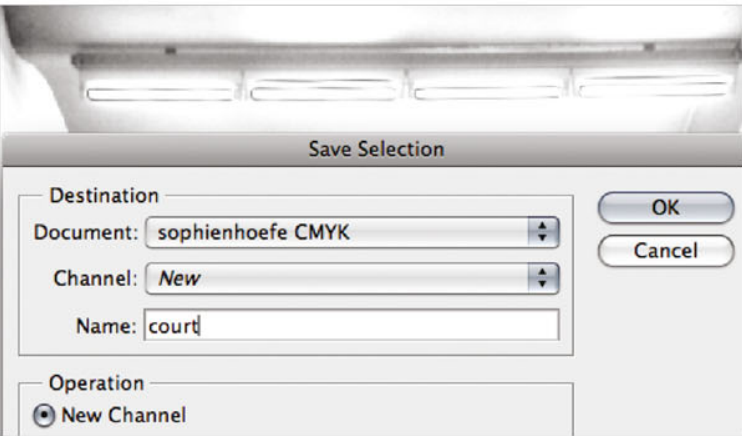 Save Selection
Destination
Document: sophienhoefe CMYK
OK
Channel: New
Cancel
Name: court
Operation
New Channel